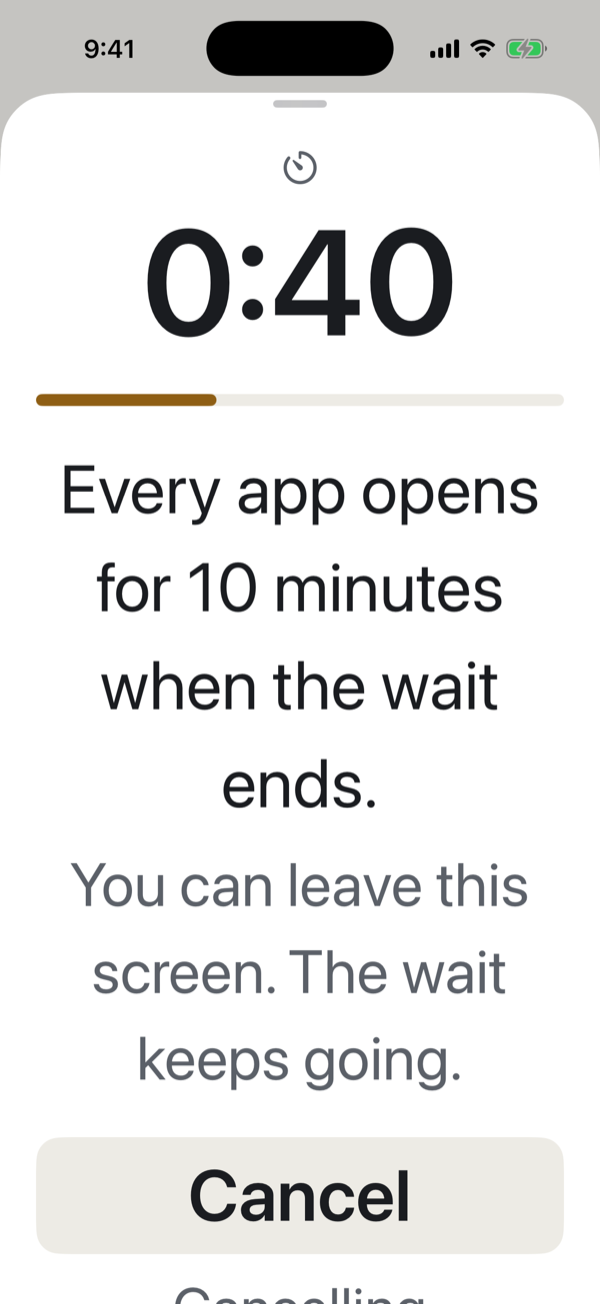 9:41
0:40
Every app opens
for 10 minutes
when the wait
ends.
You can leave this
screen. The wait
keeps going.
Cancel
Cancelling